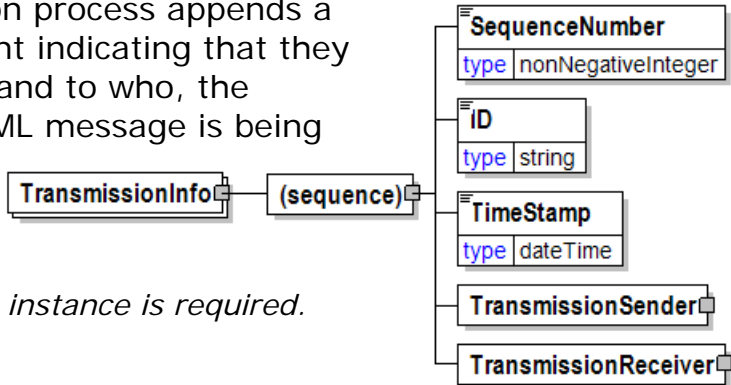 on process appends a
nt indicating that they
and to who, the
ML message is being
instance is required.
TransmissionInfo
(sequence)
SequenceNumber
type nonNegativeInteger
ID
type string
TimeStamp
type dateTime
TransmissionSender
TransmissionReceiver